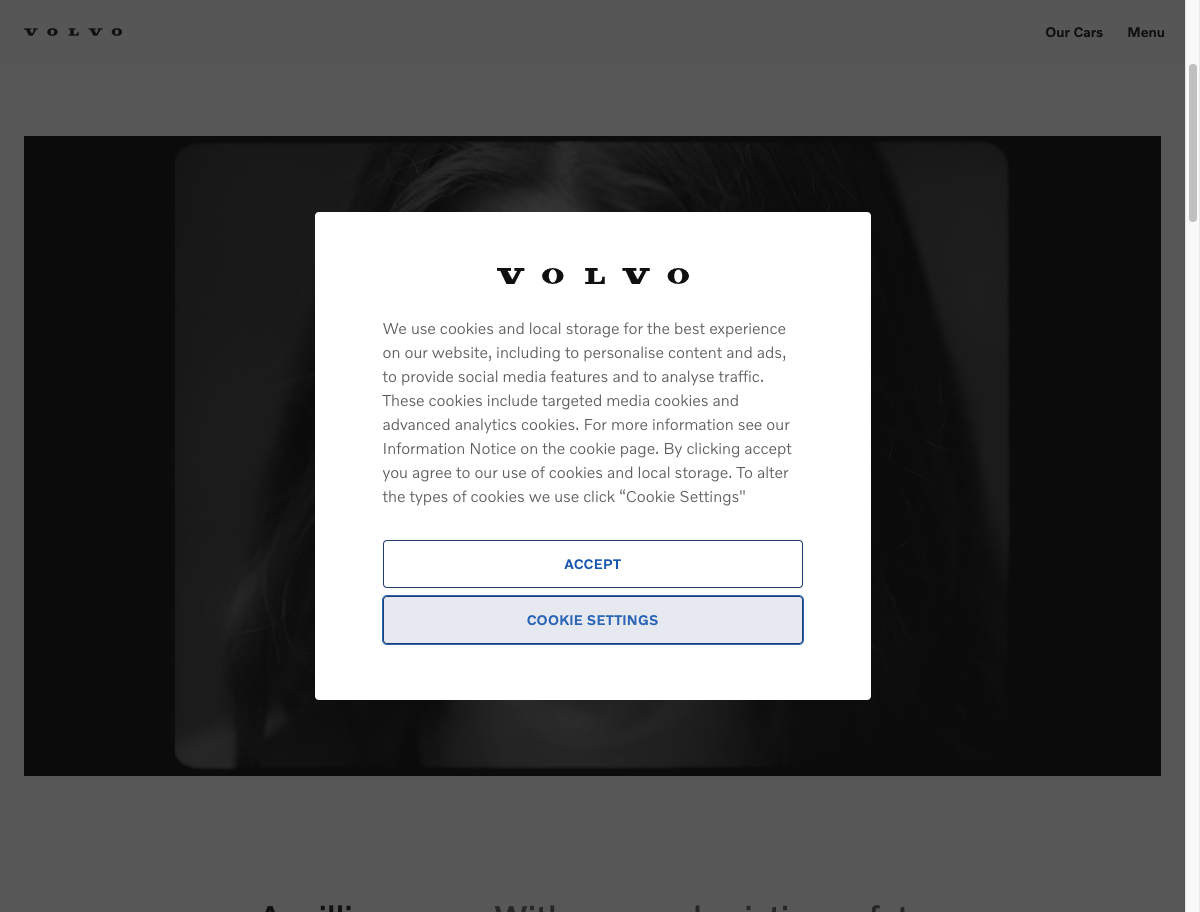 VOLVO
Our Cars Menu
VOLVO
We use cookies and local storage for the best experience
on our website, including to personalise content and ads,
to provide social media features and to analyse traffic.
These cookies include targeted media cookies and
advanced analytics cookies. For more information see our
Information Notice on the cookie page. By clicking accept
you agree to our use of cookies and local storage. To alter
the types of cookies we use click “Cookie Settings"
ACCEPT
COOKIE SETTINGS